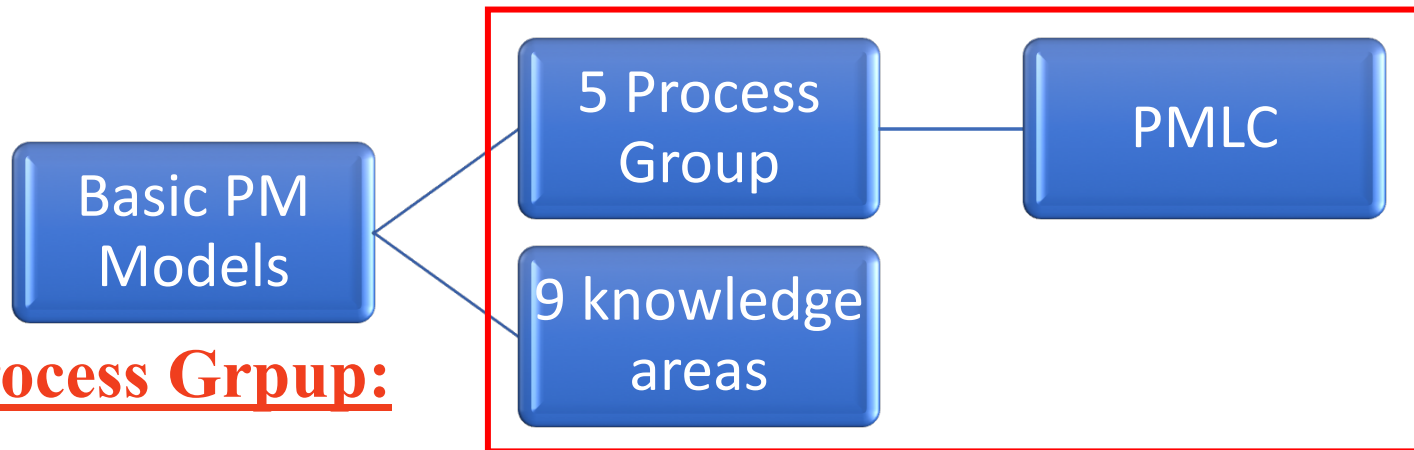 5 Process
Group
PMLC
Basic PM
Models
9 knowledge
areas
ocess Grpup: